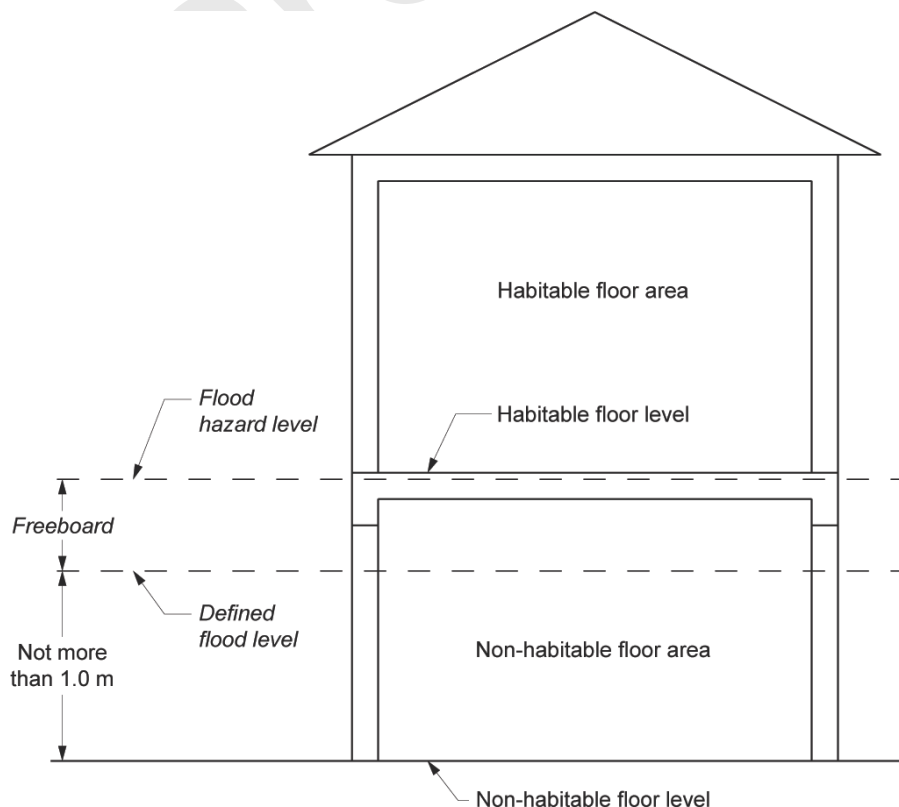 Habitable floor area
Flood
hazard level
Habitable floor level
Freeboard
Defined
flood level
Not more
than 1.0 m
Non-habitable floor area
Non-habitable floor level